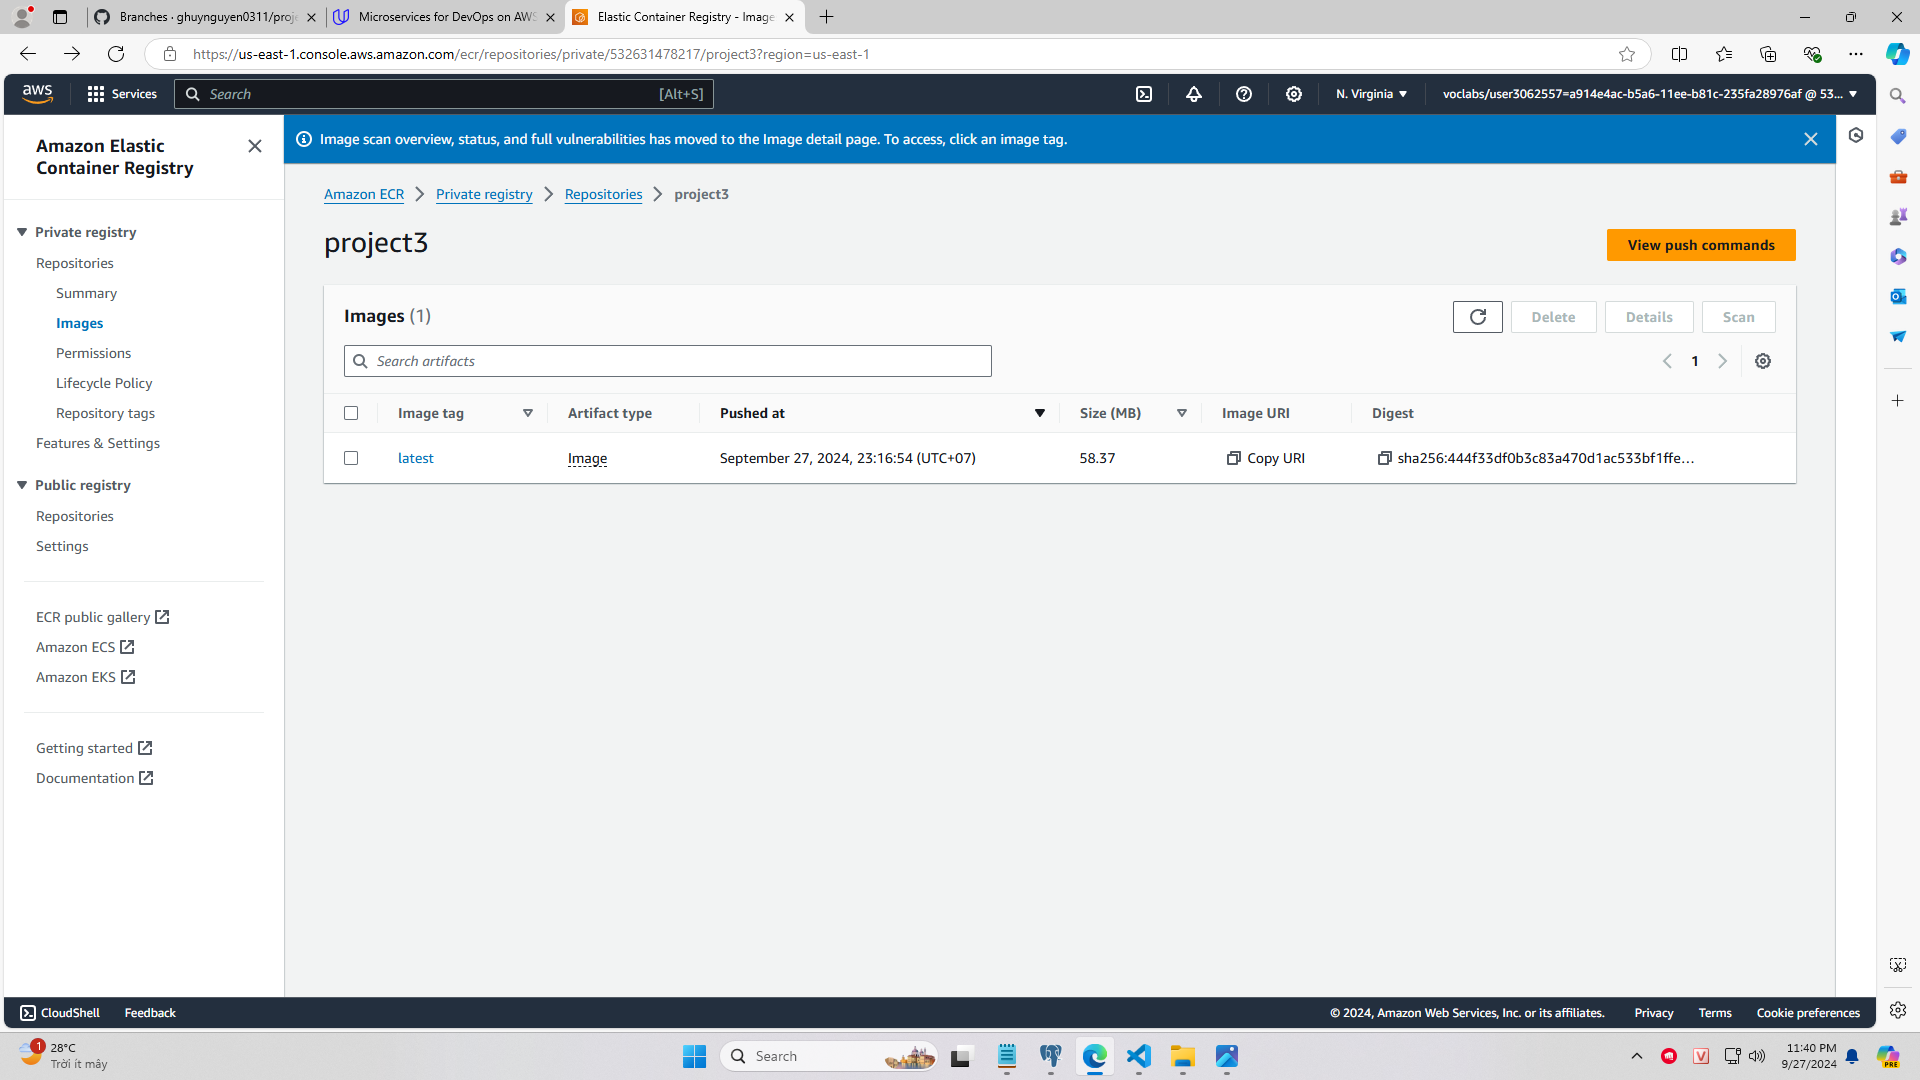 Branches · ghuynguyen0311/proje
Microservices for DevOps on AWS
Elastic Container Registry - Image
https://us-east-1.console.aws.amazon.com/ecr/repositories/private/532631478217/project3?region=us-east-1
aws
Services
Search
[Alt+S]
N. Virginia
voclabs/user3062557=a914e4ac-b5a6-11ee-b81c-235fa28976af @ 53...
Amazon Elastic
Container Registry
Private registry
Repositories
Summary
Images
Permissions
Lifecycle Policy
Repository tags
Features & Settings
Public registry
Repositories
Settings
ECR public gallery
Amazon ECS
Amazon EKS
Getting started
Documentation
Image scan overview, status, and full vulnerabilities has moved to the Image detail page. To access, click an image tag.
Amazon ECR
Private registry
Repositories
project3
project3
View push commands
Images (1)
Delete
Details
Scan
Search artifacts
1
Image tag
Artifact type
Pushed at
Size (MB)
Image URI
Digest
latest
Image
September 27, 2024, 23:16:54 (UTC+07)
58.37
Copy URI
sha256:444f33df0b3c83a470d1ac533bf1ffe...
CloudShell
Feedback
© 2024, Amazon Web Services, Inc. or its affiliates.
Privacy
Terms
Cookie preferences
1
28°C
Trời ít mây
Search
V
11:40 PM
9/27/2024
PRE